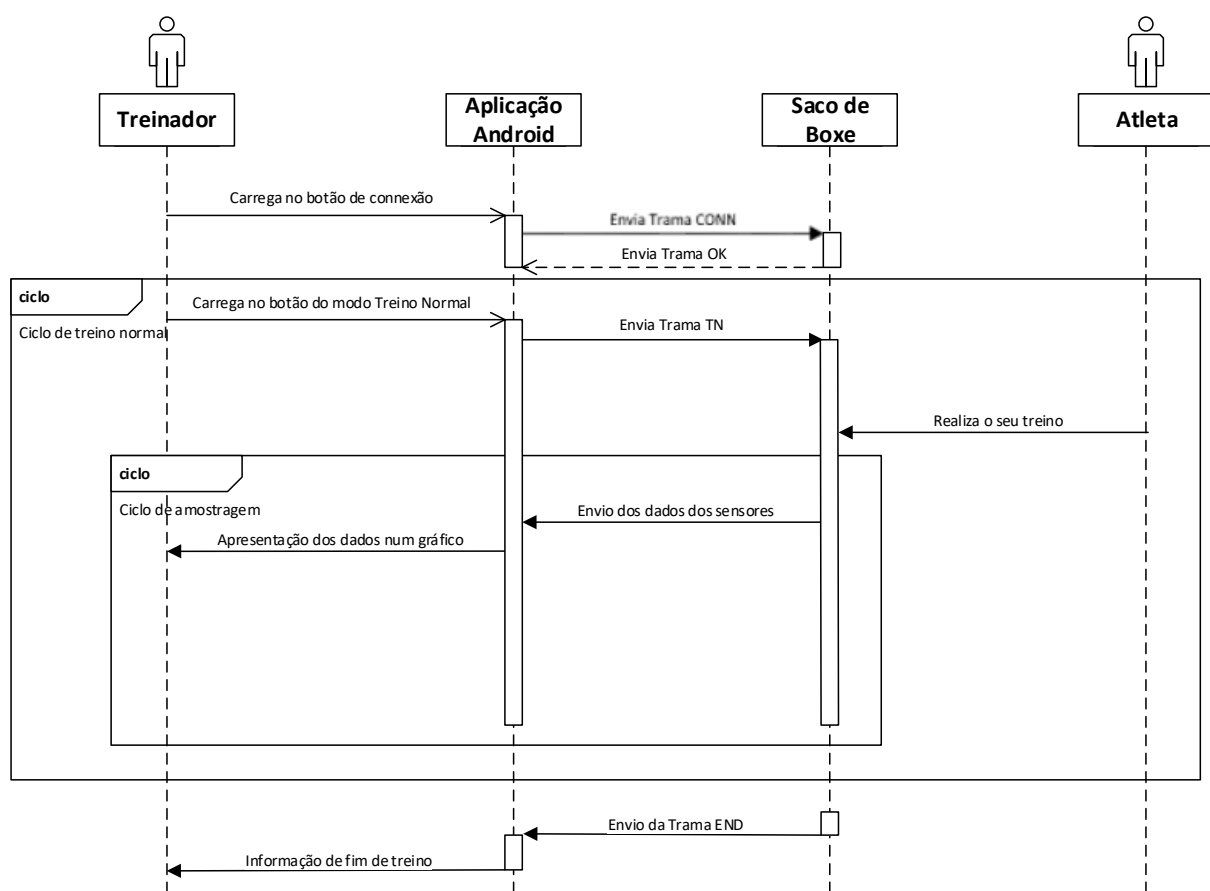 Treinador
Aplicação
Android
Saco de
Boxe
Atleta
Carrega no botão de connexão
Envia Trama CONN
Envia Trama OK
ciclo
Carrega no botão do modo Treino Normal
Ciclo de treino normal
Envia Trama TN
Realiza o seu treino
ciclo
Ciclo de amostragem
Envio dos dados dos sensores
Apresentação dos dados num gráfico
Envio da Trama END
Informação de fim de treino